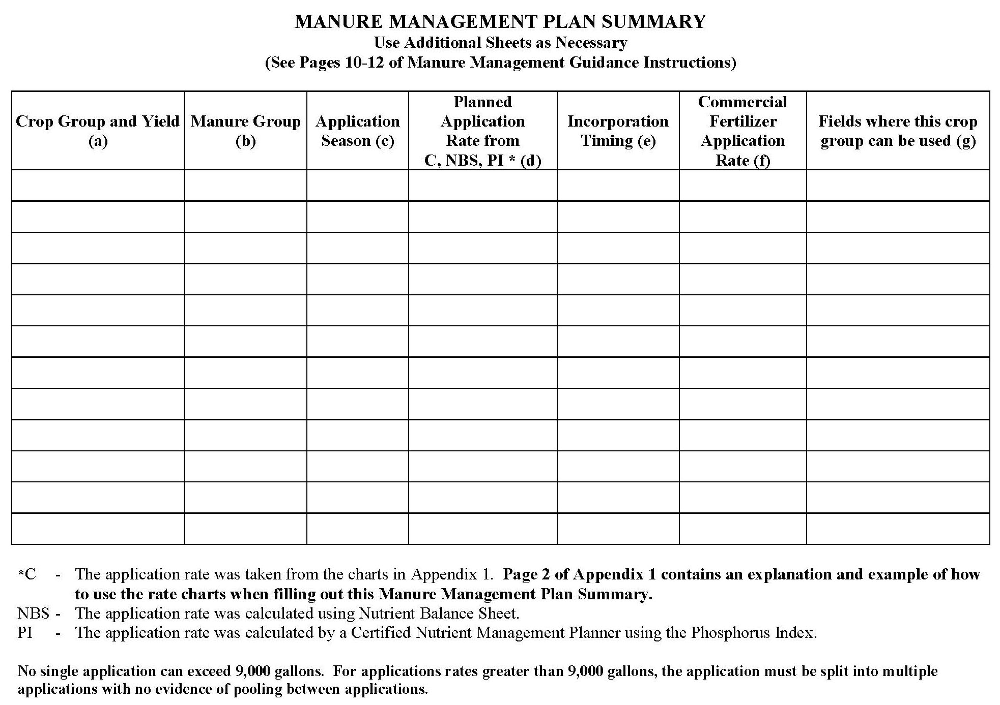 MANURE MANAGEMENT PLAN SUMMARY
Use Additional Sheets as Necessary
(See Pages 10-12 of Manure Management Guidance Instructions)
Crop Group and Yield
(a)
Manure Group
(b)
Application
Season (c)
Planned
Application
Rate from
C, NBS, PI * (d)
Incorporation
Timing (e)
Commercial
Fertilizer
Application
Rate (f)
Fields where this crop
group can be used (g)
*C - The application rate was taken from the charts in Appendix 1. Page 2 of Appendix 1 contains an explanation and example of how
to use the rate charts when filling out this Manure Management Plan Summary.
NBS - The application rate was calculated using Nutrient Balance Sheet.
PI - The application rate was calculated by a Certified Nutrient Management Planner using the Phosphorus Index.
No single application can exceed 9,000 gallons. For applications rates greater than 9,000 gallons, the application must be split into multiple
applications with no evidence of pooling between applications.